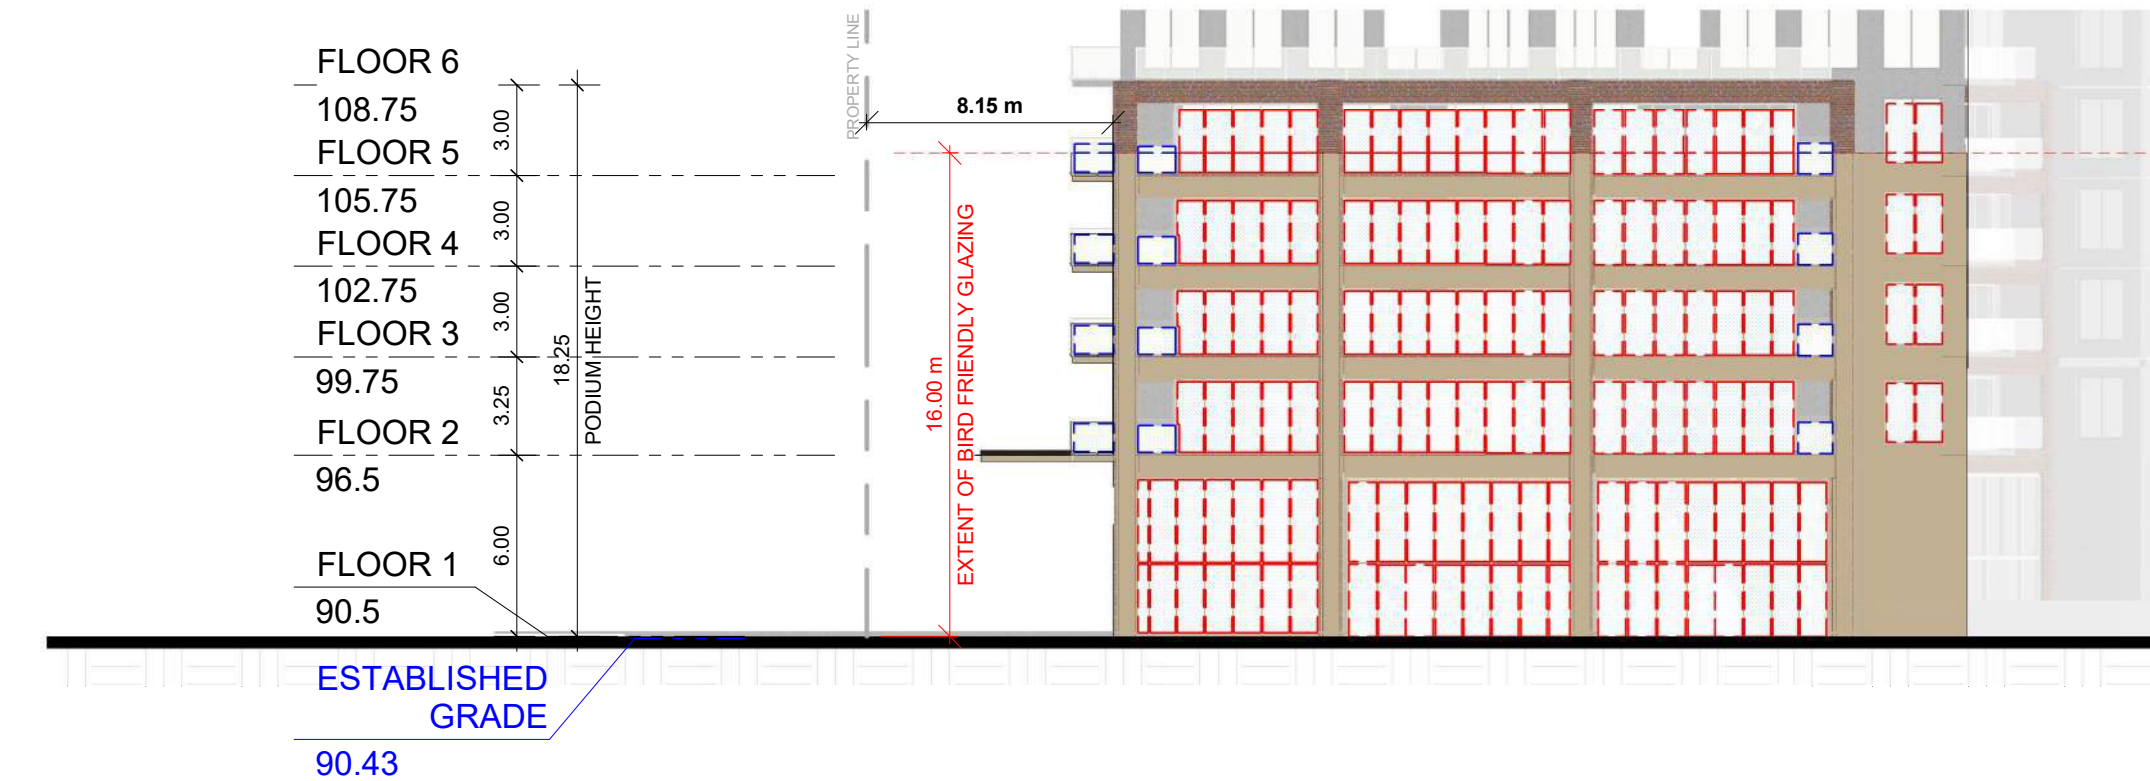 FLOOR 6
108.75
FLOOR 5
105.75
FLOOR 4
102.75
FLOOR 3
99.75
FLOOR 2
96.5
FLOOR 1
90.5
ESTABLISHED
GRADE
90.43
3.00
3.00
3.00
3.25
6.00
18.25
PODIUM HEIGHT
PROPERTY LINE
8.15 m
16.00 m
EXTENT OF BIRD FRIENDLY GLAZING